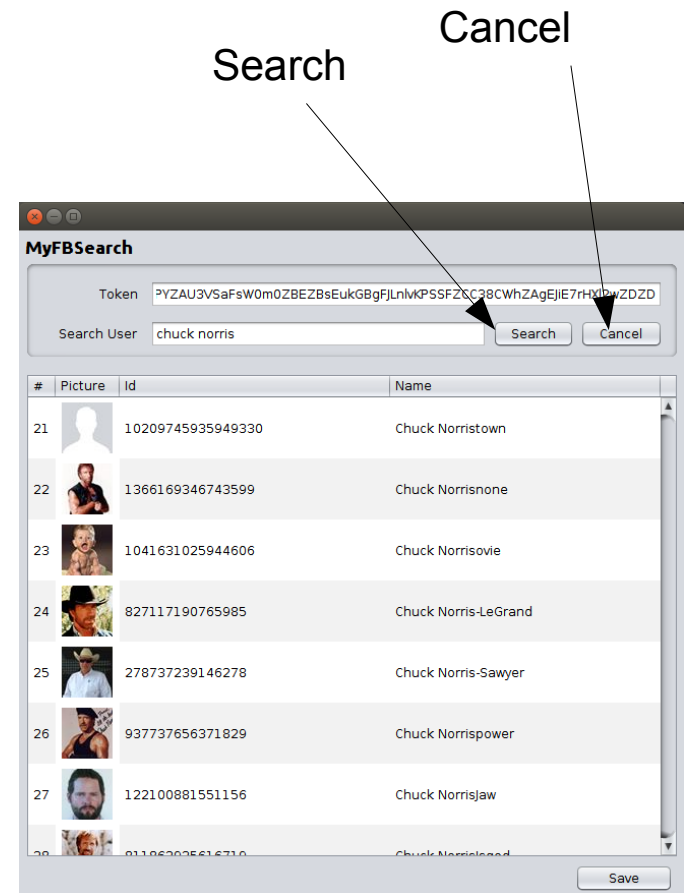 Cancel
Search
MyFBSearch
Token
Search User chuck norris Search Cancel
# Picture Id Name
21 10209745935949330 Chuck Norristown
22 1366169346743599 Chuck Norrisnone
23 1041631025944606 Chuck Norrisovie
24 827117190765985 Chuck Norris-LeGrand
25 278737239146278 Chuck Norris-Sawyer
26 937737656371829 Chuck Norrispower
27 122100881551156 Chuck NorrisJaw
Save